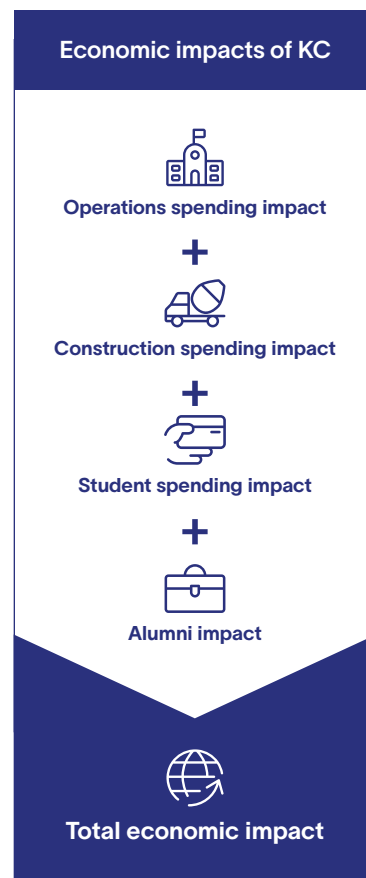 Economic impacts of KC
Operations spending impact
+
Construction spending impact
+
Student spending impact
+
Alumni impact
Total economic impact